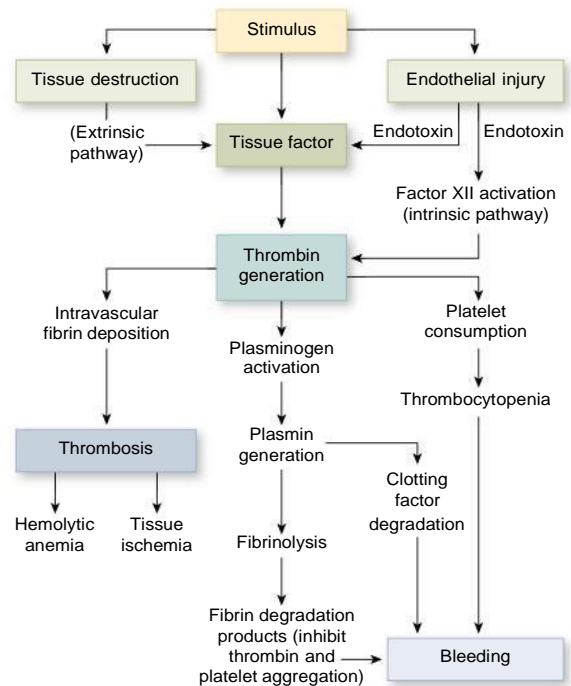 Stimulus
Tissue destruction
Endothelial injury
(Extrinsic
pathway)
Tissue factor
Endotoxin
Endotoxin
Factor XII activation
(intrinsic pathway)
Thrombin
generation
Intravascular
fibrin deposition
Plasminogen
activation
Platelet
consumption
Thrombocytopenia
Thrombosis
Plasmin
generation
Clotting
factor
degradation
Hemolytic
anemia
Tissue
ischemia
Fibrinolysis
Fibrin degradation
products (inhibit
thrombin and
platelet aggregation)
Bleeding